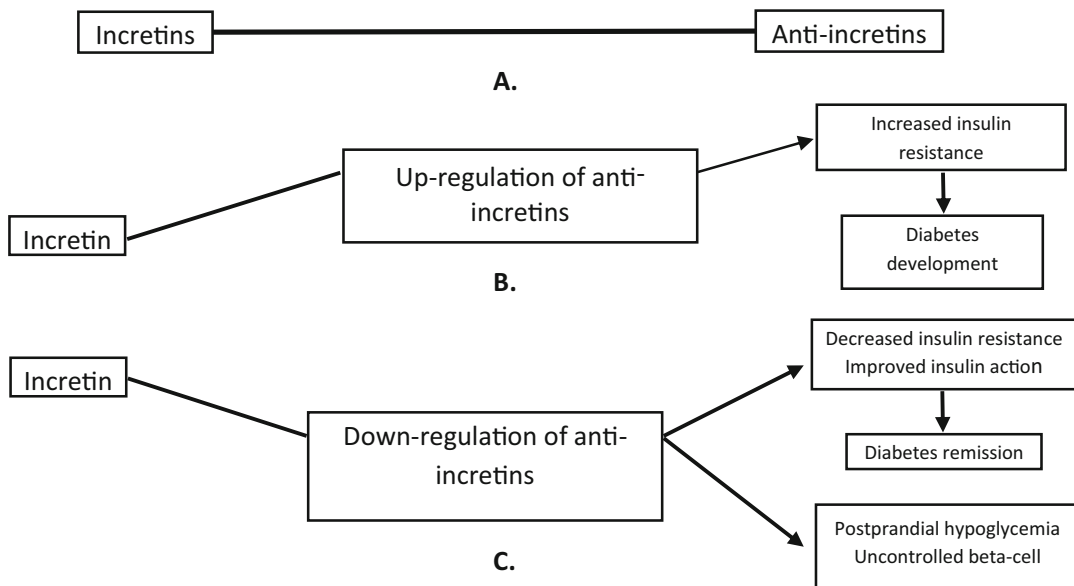 Incretins
Anti-incretins
A.
Incretin
Up-regulation of anti-
incretins
Increased insulin
resistance
Diabetes
development
B.
Incretin
Down-regulation of anti-
incretins
Decreased insulin resistance
Improved insulin action
Diabetes remission
Postprandial hypoglycemia
Uncontrolled beta-cell
C.